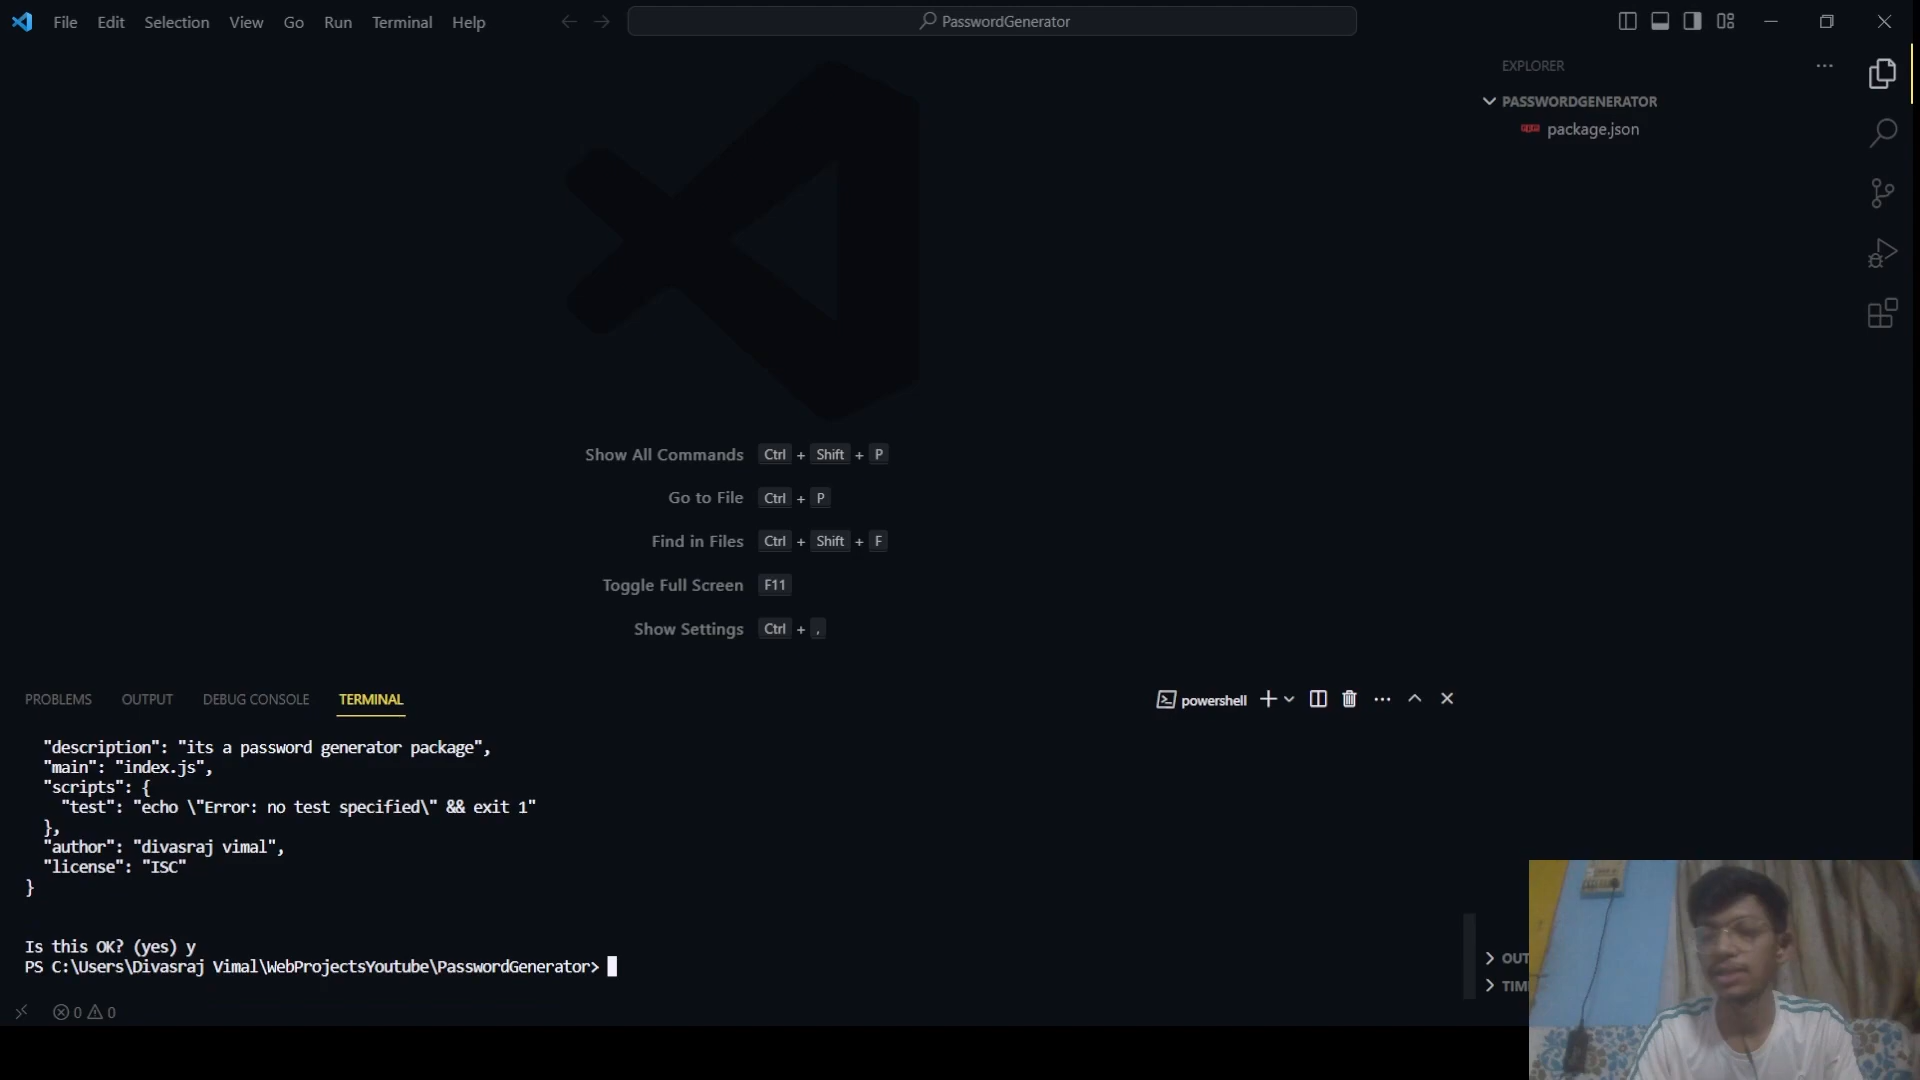 File Edit Selection View Go Run Terminal Help
PasswordGenerator
EXPLORER
PASSWORDGENERATOR
package.json
Show All Commands Ctrl + Shift + P
Go to File Ctrl + P
Find in Files Ctrl + Shift + F
Toggle Full Screen F11
Show Settings Ctrl + ,
PROBLEMS OUTPUT DEBUG CONSOLE TERMINAL
powershell
"description": "its a password generator package",
"main": "index.js",
"scripts": {
"test": "echo \"Error: no test specified\" && exit 1"
},
"author": "divasraj vimal",
"license": "ISC"
}
Is this OK? (yes) y
PS C:\Users\Divasraj Vimal\WebProjectsYoutube\PasswordGenerator>
OUT
TIM
0 0